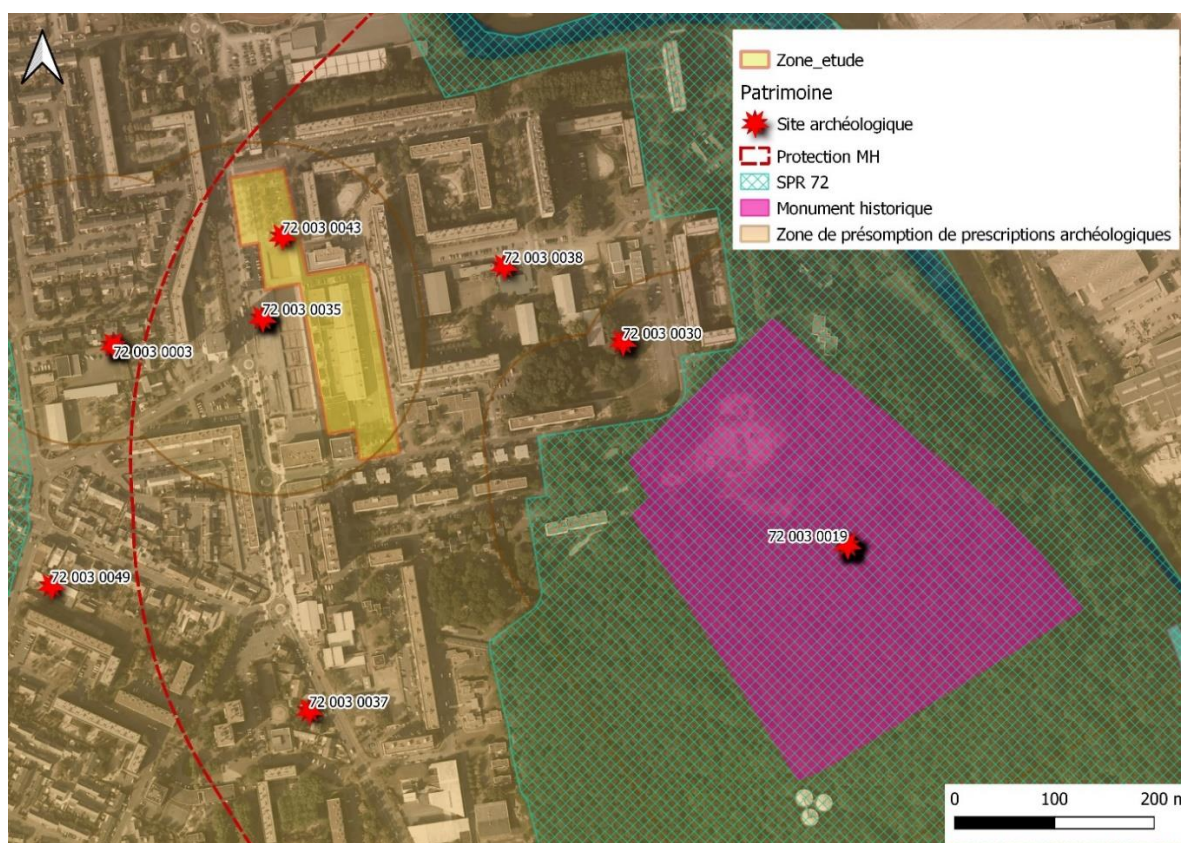 Zone_etude
Patrimoine
Site archéologique
Protection MH
SPR 72
Monument historique
Zone de présomption de prescriptions archéologiques
72 003 0043
72 003 0038
72 003 0035
72 003 0030
72 003 0003
72 003 0019
72 003 0049
72 003 0037
0 100 200 m